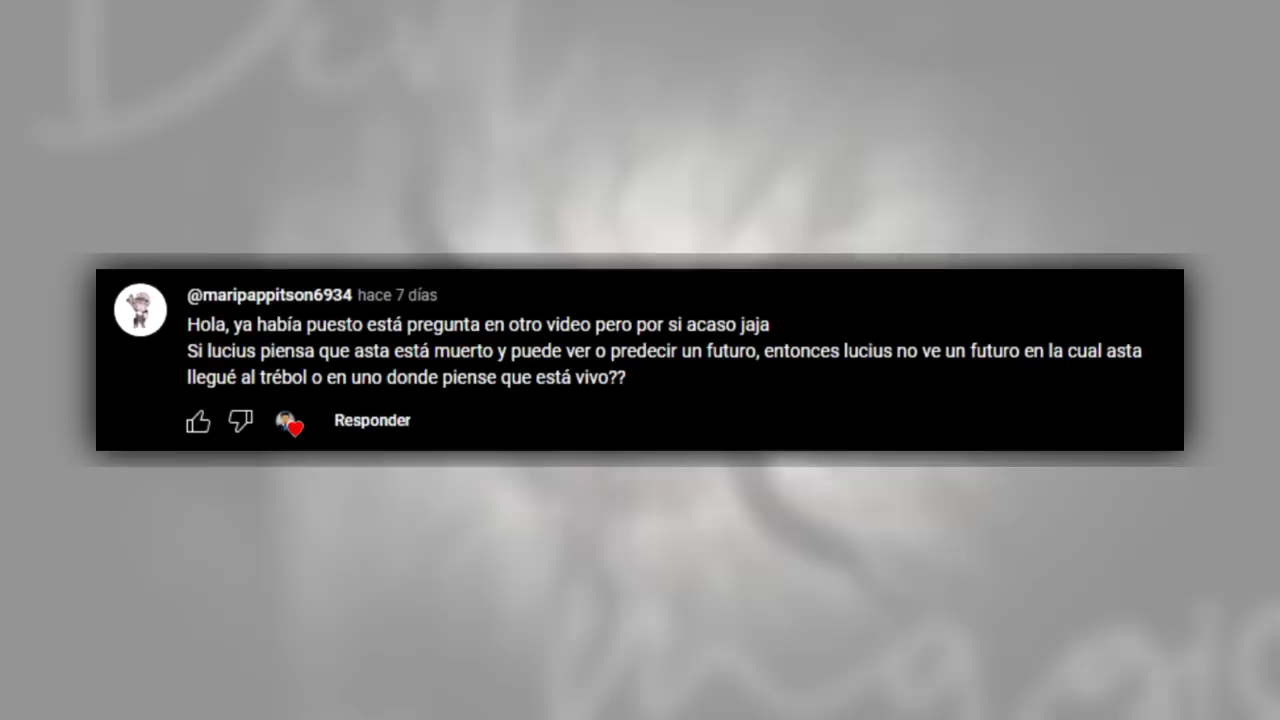 @maripappitson6934 hace 7 días
Hola, ya había puesto está pregunta en otro video pero por si acaso jaja
Si lucius piensa que asta está muerto y puede ver o predecir un futuro, entonces lucius no ve un futuro en la cual asta
llegué al trébol o en uno donde piense que está vivo??
Responder